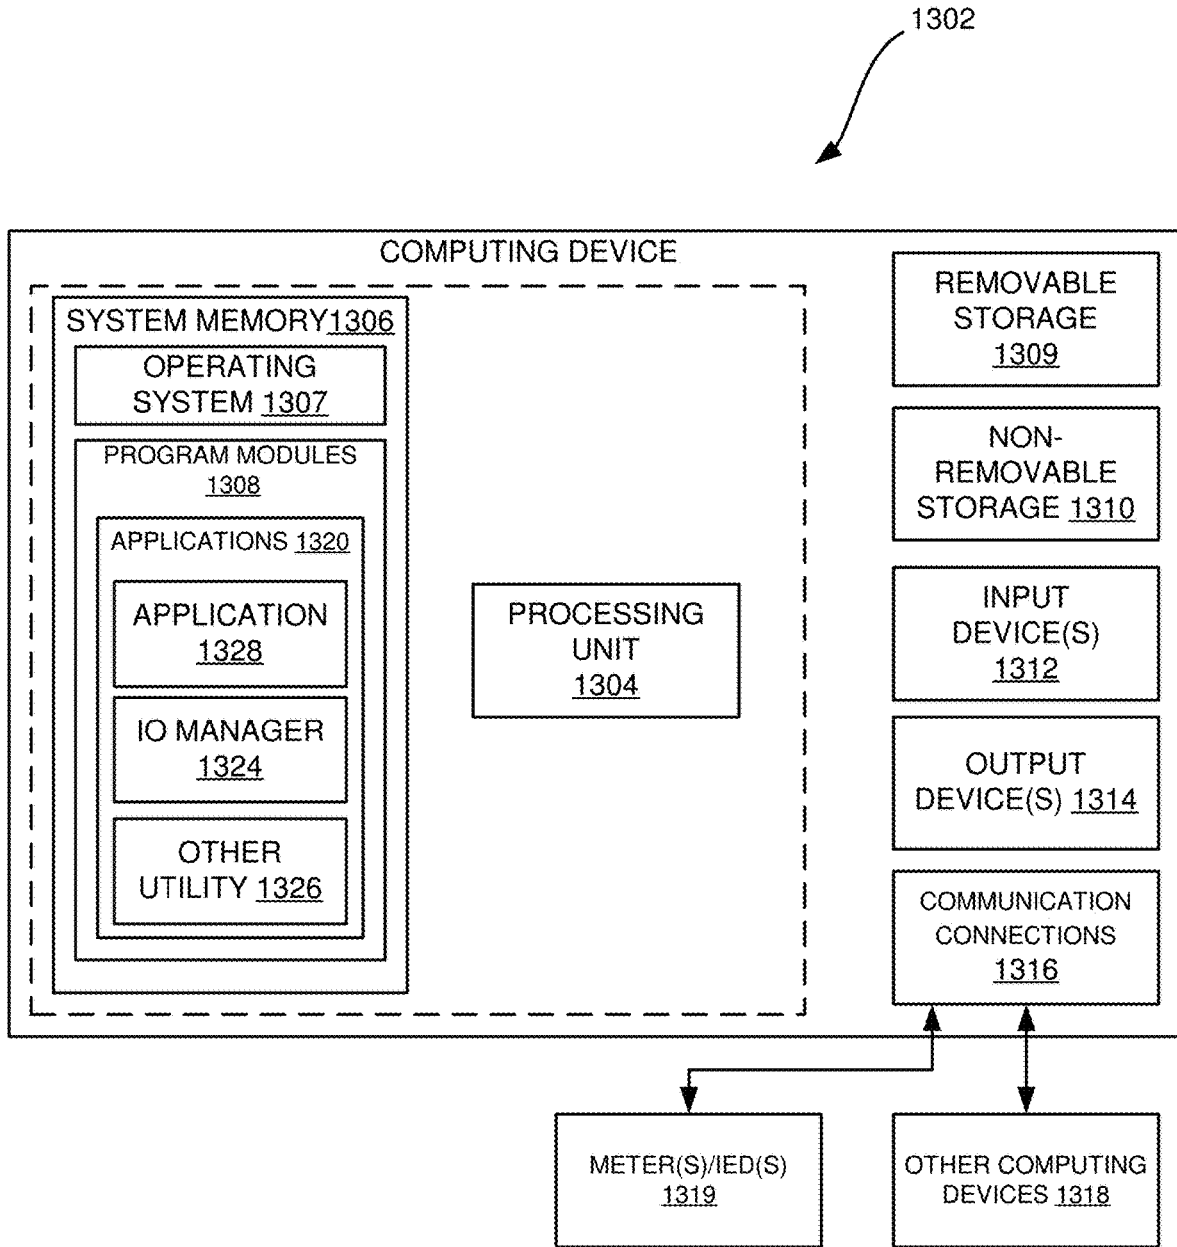 1302
COMPUTING DEVICE
SYSTEM MEMORY1306
OPERATING
SYSTEM 1307
PROGRAM MODULES
1308
APPLICATIONS 1320
APPLICATION
1328
IO MANAGER
1324
OTHER
UTILITY 1326
PROCESSING
UNIT
1304
REMOVABLE
STORAGE
1309
NON-
REMOVABLE
STORAGE 1310
INPUT
DEVICE(S)
1312
OUTPUT
DEVICE(S) 1314
COMMUNICATION
CONNECTIONS
1316
METER(S)/IED(S)
1319
OTHER COMPUTING
DEVICES 1318